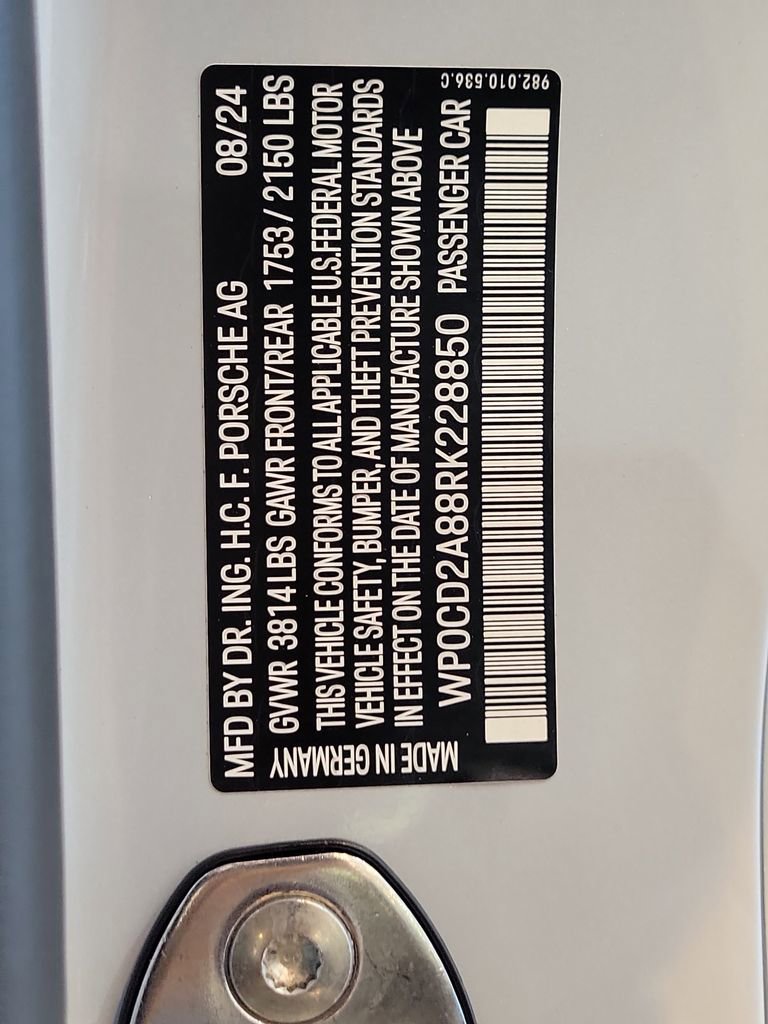 MFD BY DR. ING. H.C. F. PORSCHE AG 08/24
GVWR 3814 LBS GAWR FRONT/REAR 1753 / 2150 LBS
THIS VEHICLE CONFORMS TO ALL APPLICABLE U.S. FEDERAL MOTOR
VEHICLE SAFETY, BUMPER, AND THEFT PREVENTION STANDARDS
IN EFFECT ON THE DATE OF MANUFACTURE SHOWN ABOVE
WP0CD2A88RK228850 PASSENGER CAR
MADE IN GERMANY
982.010.536.C